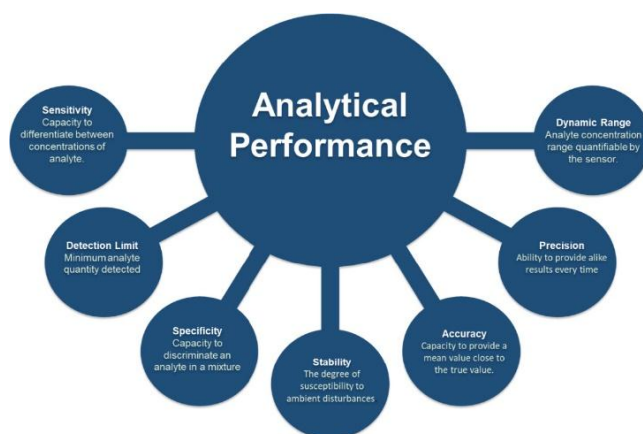 Analytical
Performance
Sensitivity
Capacity to
differentiate between
concentrations of
analyte.
Detection Limit
Minimum analyte
quantity detected
Specificity
Capacity to
discriminate an
analyte in a mixture
Stability
The degree of
susceptibility to
ambient disturbances
Accuracy
Capacity to provide a
mean value close to
the true value.
Precision
Ability to provide alike
results every time
Dynamic Range
Analyte concentration
range quantifiable by
the sensor.